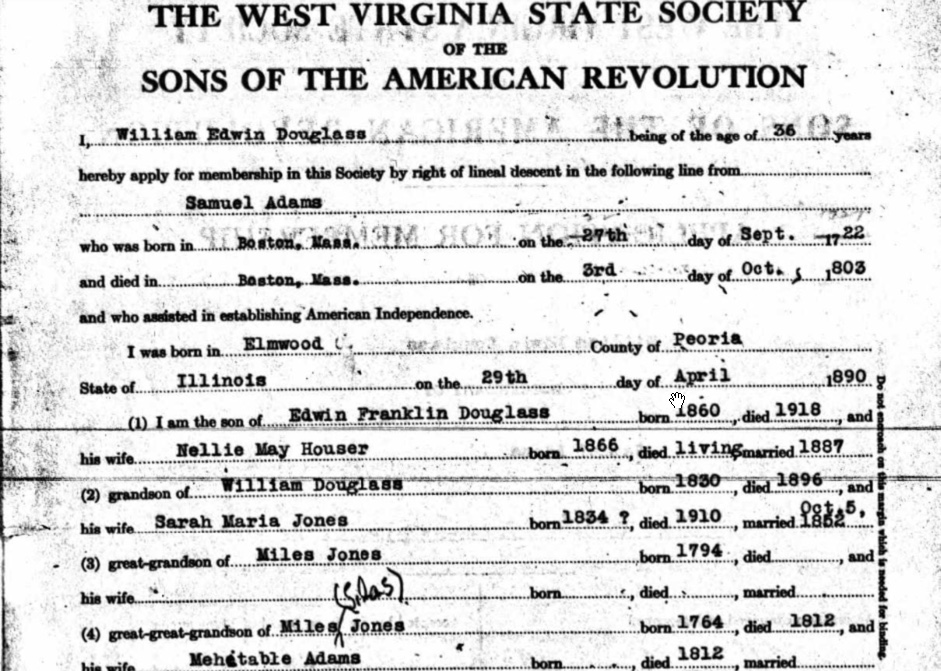 THE WEST VIRGINIA STATE SOCIETY
OF THE
SONS OF THE AMERICAN REVOLUTION
I, William Edwin Douglass being of the age of 36 years
hereby apply for membership in this Society by right of lineal descent in the following line from
Samuel Adams
who was born in Boston, Mass. on the 27th day of Sept. 1722
and died in Boston, Mass. on the 3rd day of Oct. , 1803
and who assisted in establishing American Independence.
I was born in Elmwood County of Peoria
State of Illinois on the 29th day of April 1890
(1) I am the son of Edwin Franklin Douglass born 1860, died 1918, and
his wife Nellie May Houser born 1866, died living married 1887
(2) grandson of William Douglass born 1830, died 1896, and
Oct. 5,
his wife Sarah Maria Jones born 1834 ?, died 1910, married 1852
(3) great-grandson of Miles Jones born 1794, died , and
his wife born , died , married
(Silas)
(4) great-great-grandson of Miles Jones born 1764, died 1812, and
his wife Mehetable Adams born , died 1812, married
Do not encroach on this margin which is needed for binding.